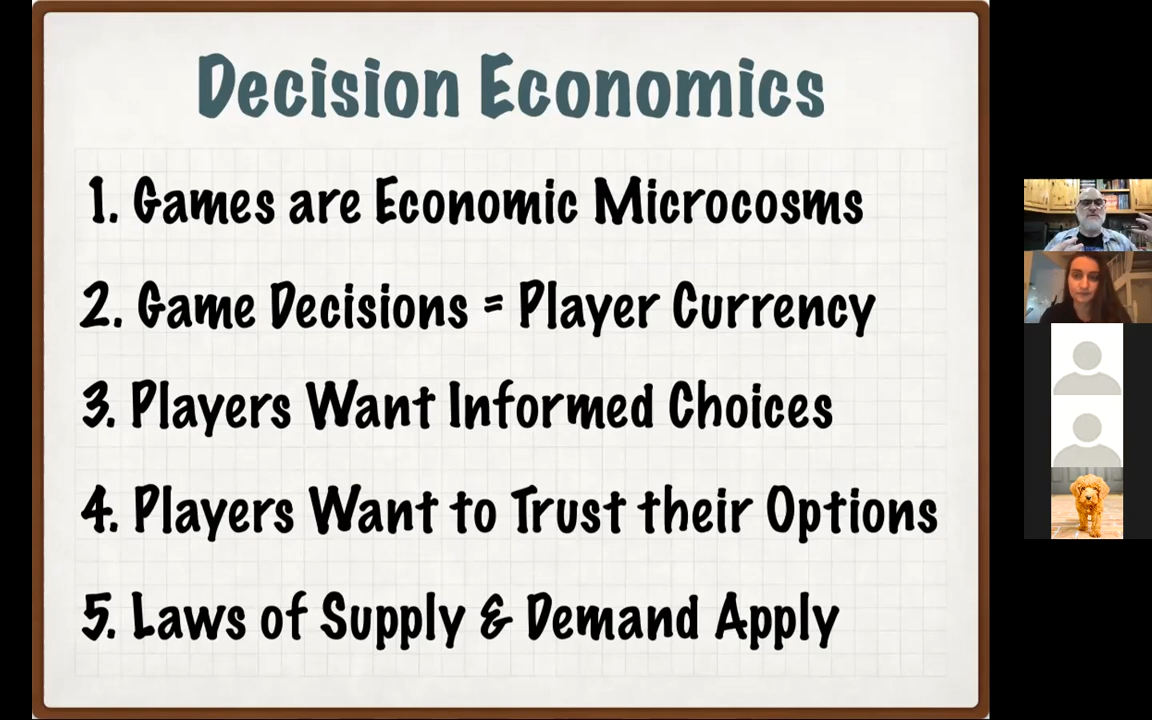 Decision Economics
1. Games are Economic Microcosms
2. Game Decisions = Player Currency
3. Players Want Informed Choices
4. Players Want to Trust their Options
5. Laws of Supply & Demand Apply